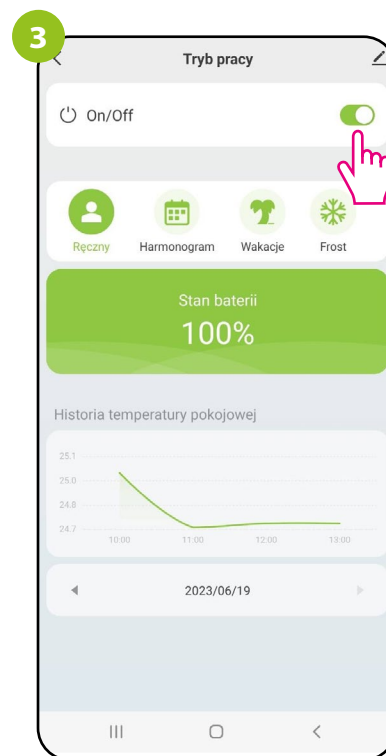 3
Tryb pracy
On/Off
Ręczny Harmonogram Wakacje Frost
Stan baterii
100%
Historia temperatury pokojowej
25.1
25.0
24.8
24.7
10:00 11:00 12:00 13:00
2023/06/19